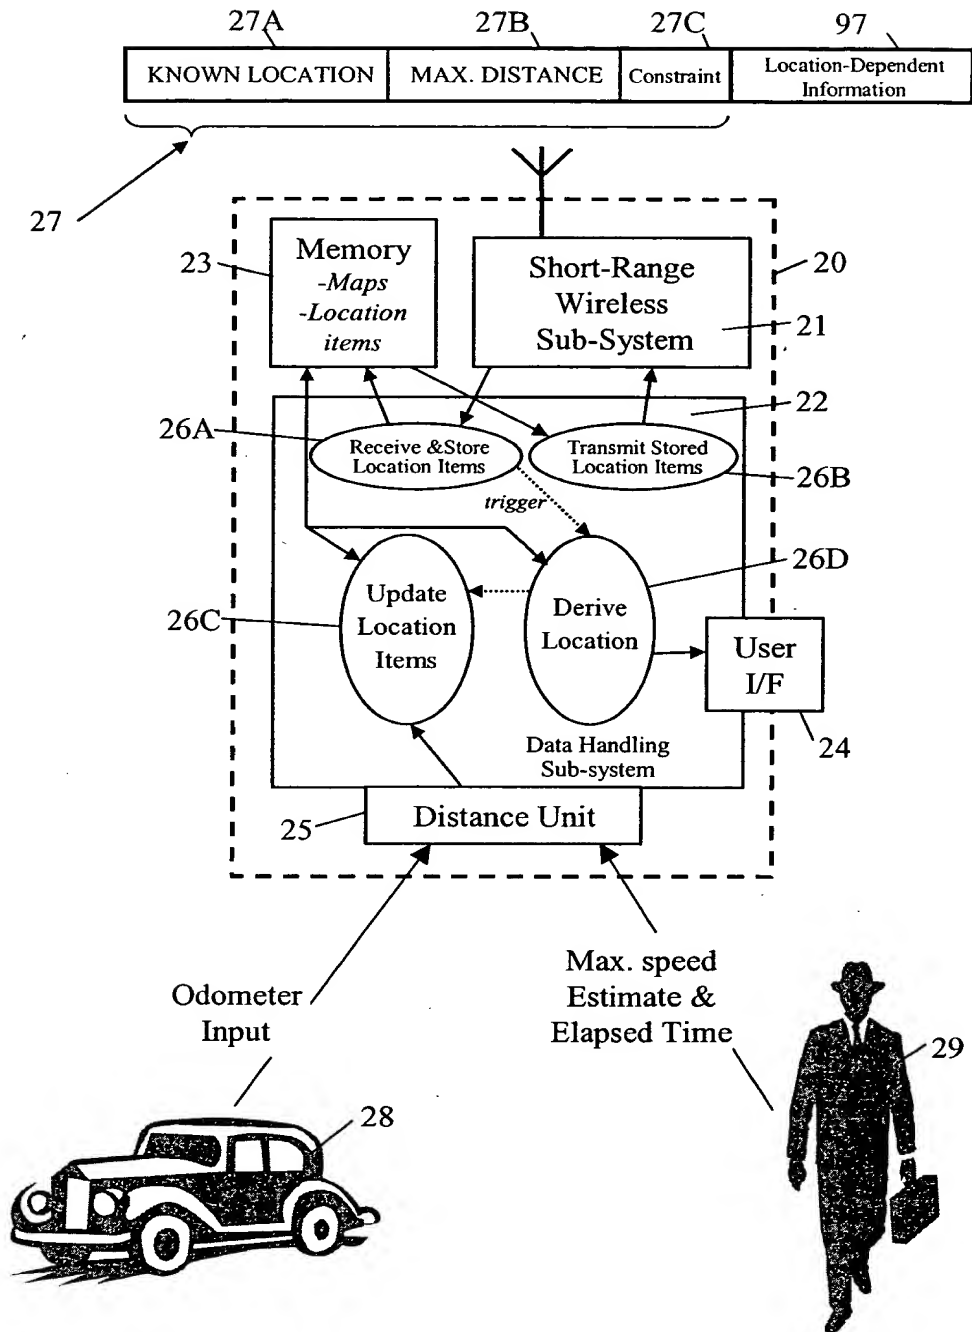 27A
27B
27C
97
KNOWN LOCATION
MAX. DISTANCE
Constraint
Location-Dependent
Information
27
23
Memory
-Maps
-Location
items
Short-Range
Wireless
Sub-System
20
21
22
26A
Receive &Store
Location Items
Transmit Stored
Location Items
26B
trigger
26D
26C
Update
Location
Items
Derive
Location
User
I/F
24
Data Handling
Sub-system
25
Distance Unit
Odometer
Input
Max. speed
Estimate &
Elapsed Time
28
29